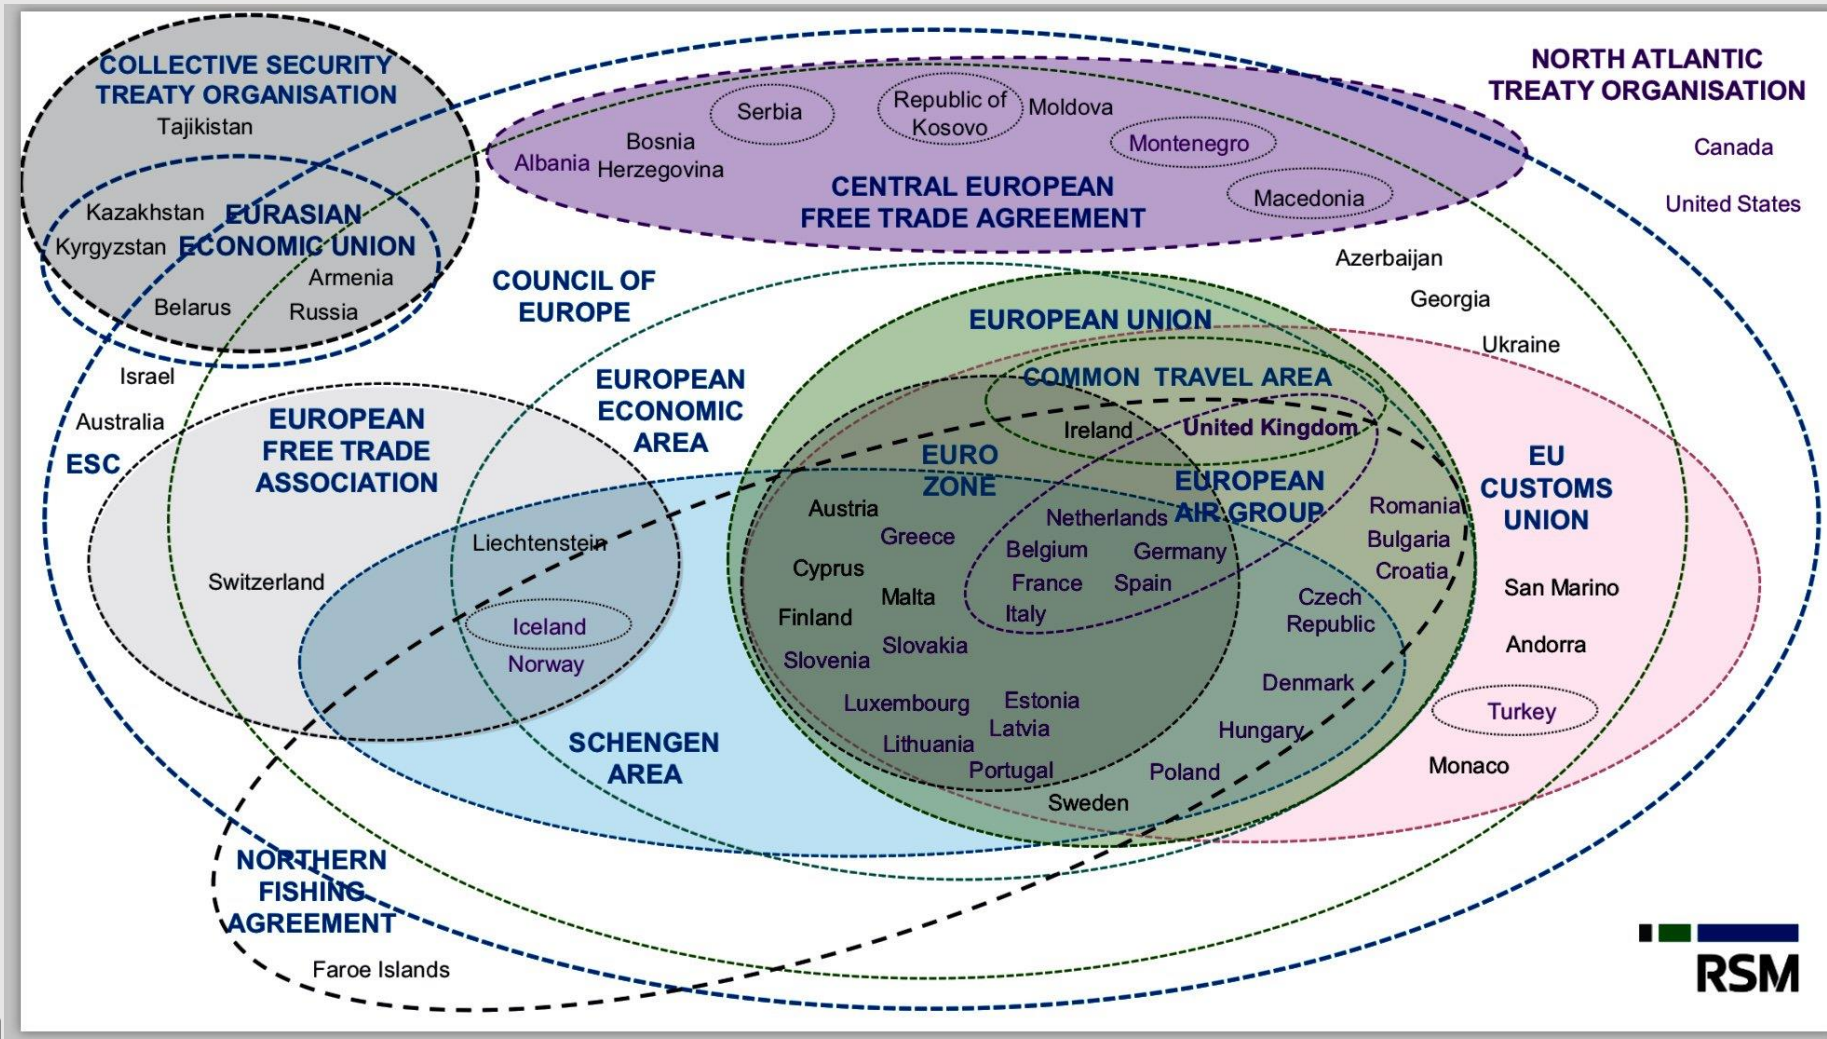 COLLECTIVE SECURITY
TREATY ORGANISATION
Tajikistan
Kazakhstan
EURASIAN
Kyrgyzstan
ECONOMIC UNION
Armenia
Belarus
Russia
NORTH ATLANTIC
TREATY ORGANISATION
Canada
United States
Serbia
Republic of
Kosovo
Moldova
Bosnia
Herzegovina
Albania
Montenegro
CENTRAL EUROPEAN
FREE TRADE AGREEMENT
Macedonia
Azerbaijan
Georgia
Ukraine
COUNCIL OF
EUROPE
EUROPEAN UNION
Israel
Australia
ESC
EUROPEAN
FREE TRADE
ASSOCIATION
EUROPEAN
ECONOMIC
AREA
COMMON TRAVEL AREA
Ireland
United Kingdom
EURO
ZONE
EUROPEAN
AIR GROUP
EU
CUSTOMS
UNION
Liechtenstein
Switzerland
Iceland
Norway
Austria
Greece
Cyprus
Malta
Finland
Slovakia
Slovenia
Luxembourg
Estonia
Latvia
Lithuania
Portugal
Netherlands
Belgium
Germany
France
Spain
Italy
Romania
Bulgaria
Croatia
Czech
Republic
Denmark
Hungary
Poland
Sweden
San Marino
Andorra
Turkey
Monaco
SCHENGEN
AREA
NORTHERN
FISHING
AGREEMENT
Faroe Islands
RSM